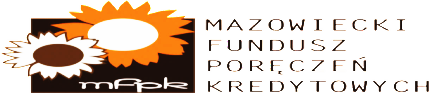 mfpk
MAZOWIECKI
FUNDUSZ
PORĘCZEŃ
KREDYTOWYCH